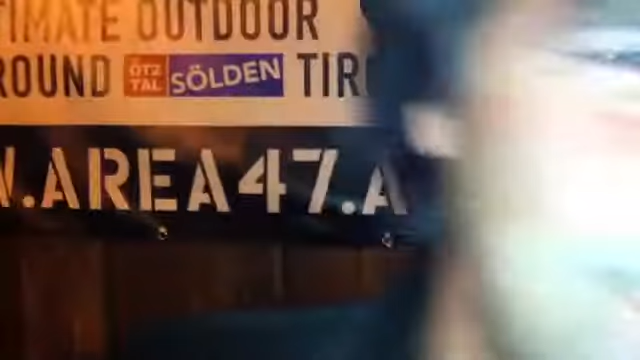 TIMATE OUTDOOR
ROUND ÖTZ TAL SÖLDEN TIR
W.AREA47.A